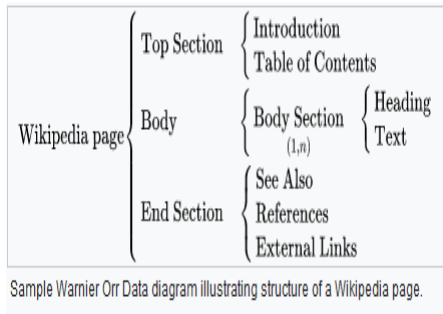 Introduction
Top Section
Table of Contents
Heading
Body
Body Section
Text
(1,n)
Wikipedia page
See Also
End Section
References
External Links
Sample Warnier Orr Data diagram illustrating structure of a Wikipedia page.